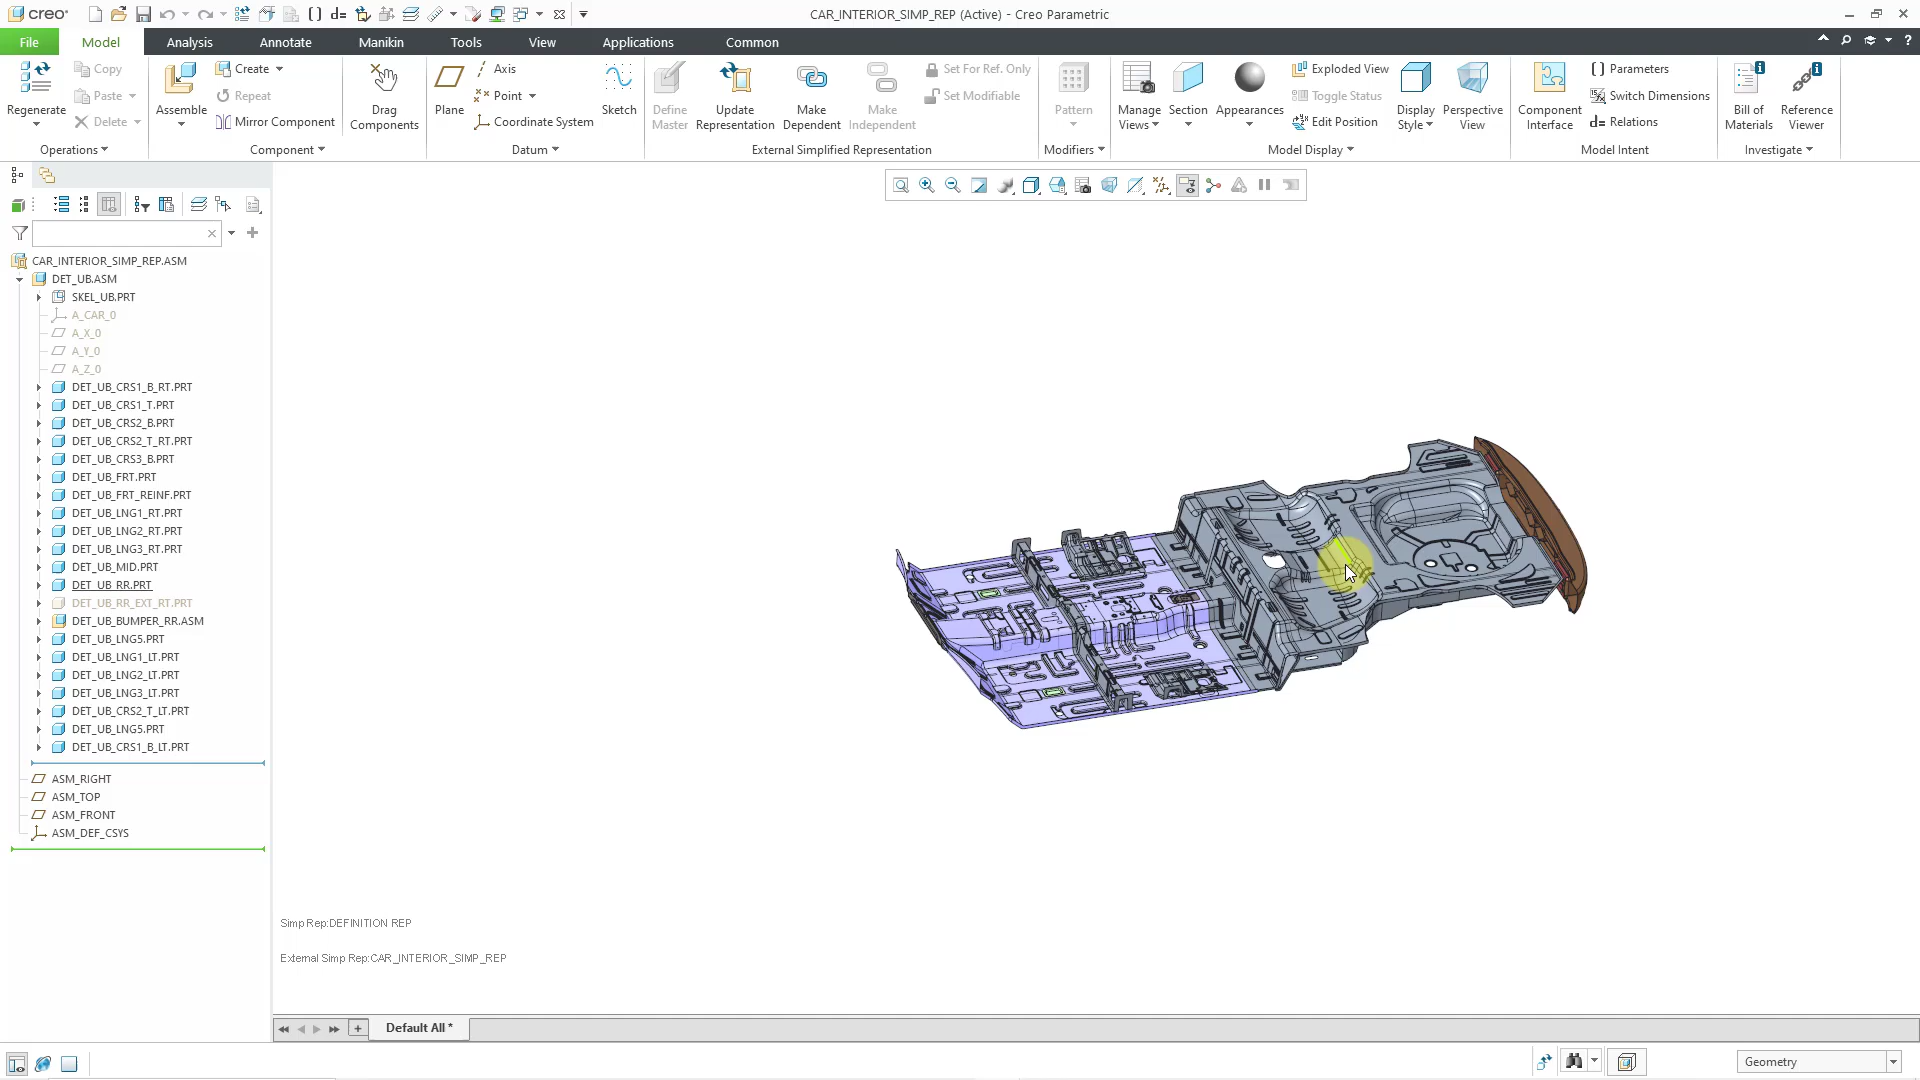 creo
CAR_INTERIOR_SIMP_REP (Active) - Creo Parametric
File Model Analysis Annotate Manikin Tools View Applications Common
Regenerate
Copy
Paste
Delete
Operations
Assemble
Create
Repeat
Mirror Component
Component
Drag
Components
Plane
Axis
Point
Coordinate System
Sketch
Datum
Define
Master
Update
Representation
Make
Dependent
Make
Independent
Set For Ref. Only
Set Modifiable
External Simplified Representation
Pattern
Modifiers
Manage
Views
Section
Appearances
Exploded View
Toggle Status
Edit Position
Display
Style
Perspective
View
Model Display
Component
Interface
Parameters
Switch Dimensions
Relations
Model Intent
Bill of
Materials
Reference
Viewer
Investigate
CAR_INTERIOR_SIMP_REP.ASM
DET_UB.ASM
SKEL_UB.PRT
A_CAR_0
A_X_0
A_Y_0
A_Z_0
DET_UB_CRS1_B_RT.PRT
DET_UB_CRS1_T.PRT
DET_UB_CRS2_B.PRT
DET_UB_CRS2_T_RT.PRT
DET_UB_CRS3_B.PRT
DET_UB_FRT.PRT
DET_UB_FRT_REINF.PRT
DET_UB_LNG1_RT.PRT
DET_UB_LNG2_RT.PRT
DET_UB_LNG3_RT.PRT
DET_UB_MID.PRT
DET_UB_RR.PRT
DET_UB_RR_EXT_RT.PRT
DET_UB_BUMPER_RR.ASM
DET_UB_LNG5.PRT
DET_UB_LNG1_LT.PRT
DET_UB_LNG2_LT.PRT
DET_UB_LNG3_LT.PRT
DET_UB_CRS2_T_LT.PRT
DET_UB_LNG5.PRT
DET_UB_CRS1_B_LT.PRT
ASM_RIGHT
ASM_TOP
ASM_FRONT
ASM_DEF_CSYS
Simp Rep:DEFINITION REP
External Simp Rep:CAR_INTERIOR_SIMP_REP
Default All *
Geometry